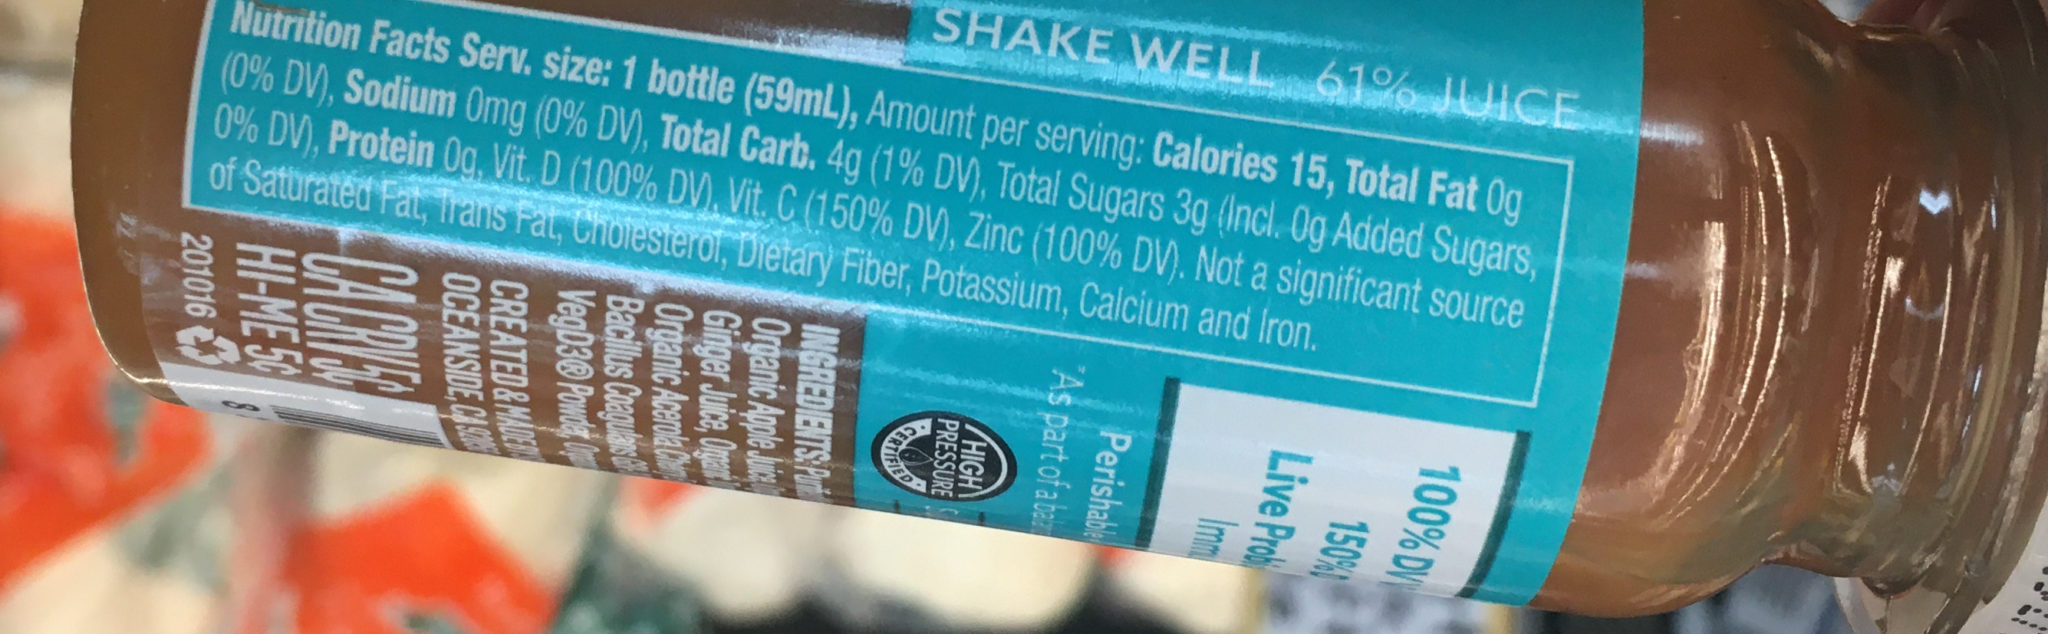 SHAKE WELL 61% JUICE
Nutrition Facts Serv. size: 1 bottle (59mL), Amount per serving: Calories 15, Total Fat 0g
(0% DV), Sodium 0mg (0% DV), Total Carb. 4g (1% DV), Total Sugars 3g (Incl. 0g Added Sugars,
0% DV), Protein 0g, Vit. D (100% DV), Vit. C (150% DV), Zinc (100% DV). Not a significant source
of Saturated Fat, Trans Fat, Cholesterol, Dietary Fiber, Potassium, Calcium and Iron.
100% DV
150%
Live
Perishable
*As part of a
HIGH
PRESSURE
CERTIFIED
INGREDIENTS:
Organic Apple Juice
Ginger Juice,
Organic Acerola
Bacillus Coagulans
VegD3® Powder,
CREATED & MADE
OCEANSIDE, CA
CA CRV 5¢
HI-ME 5¢
201016
8